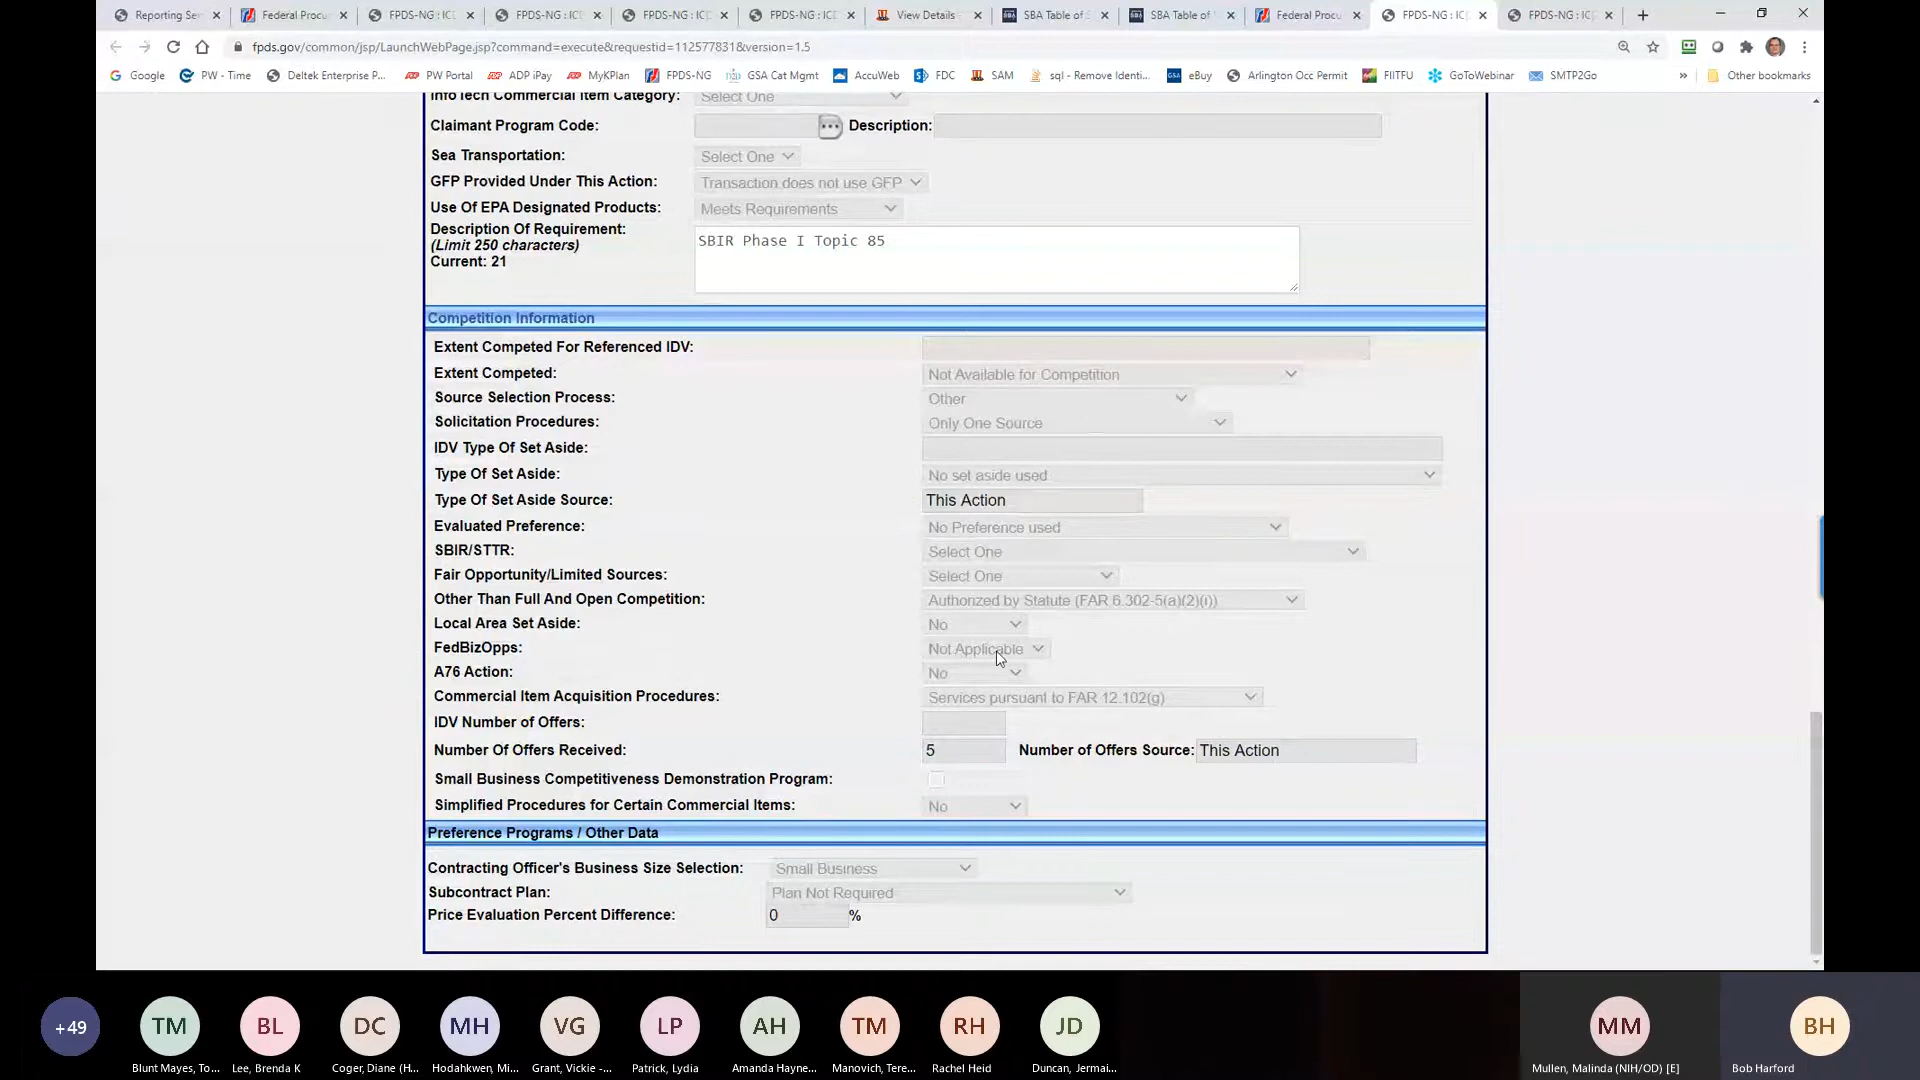 Reporting Ser
Federal Procu
FPDS-NG : IC
FPDS-NG : ICE
FPDS-NG : IC
FPDS-NG : ICE
View Details
SBA Table of
SBA Table of
Federal Procu
FPDS-NG : IC
FPDS-NG : IC
fpds.gov/common/jsp/LaunchWebPage.jsp?command=execute&requestid=112577831&version=1.5
Google
PW - Time
Deltek Enterprise P...
PW Portal
ADP iPay
MyKPlan
FPDS-NG
GSA Cat Mgmt
AccuWeb
FDC
SAM
sql - Remove Identi...
eBuy
Arlington Occ Permit
FIITFU
GoToWebinar
SMTP2Go
»
Other bookmarks
InfoTech Commercial Item Category: Select One
Claimant Program Code: ... Description:
Sea Transportation: Select One
GFP Provided Under This Action: Transaction does not use GFP
Use Of EPA Designated Products: Meets Requirements
Description Of Requirement: SBIR Phase I Topic 85
(Limit 250 characters)
Current: 21
Competition Information
Extent Competed For Referenced IDV:
Extent Competed: Not Available for Competition
Source Selection Process: Other
Solicitation Procedures: Only One Source
IDV Type Of Set Aside:
Type Of Set Aside: No set aside used
Type Of Set Aside Source: This Action
Evaluated Preference: No Preference used
SBIR/STTR: Select One
Fair Opportunity/Limited Sources: Select One
Other Than Full And Open Competition: Authorized by Statute (FAR 6.302-5(a)(2)(i))
Local Area Set Aside: No
FedBizOpps: Not Applicable
A76 Action: No
Commercial Item Acquisition Procedures: Services pursuant to FAR 12.102(g)
IDV Number of Offers:
Number Of Offers Received: 5 Number of Offers Source: This Action
Small Business Competitiveness Demonstration Program:
Simplified Procedures for Certain Commercial Items: No
Preference Programs / Other Data
Contracting Officer's Business Size Selection: Small Business
Subcontract Plan: Plan Not Required
Price Evaluation Percent Difference: 0 %
+49
TM
BL
DC
MH
VG
LP
AH
TM
RH
JD
MM
BH
Blunt Mayes, To...
Lee, Brenda K
Coger, Diane (H...
Hodahkwen, Mi...
Grant, Vickie -...
Patrick, Lydia
Amanda Hayne...
Manovich, Tere...
Rachel Heid
Duncan, Jermai...
Mullen, Malinda (NIH/OD) [E]
Bob Harford